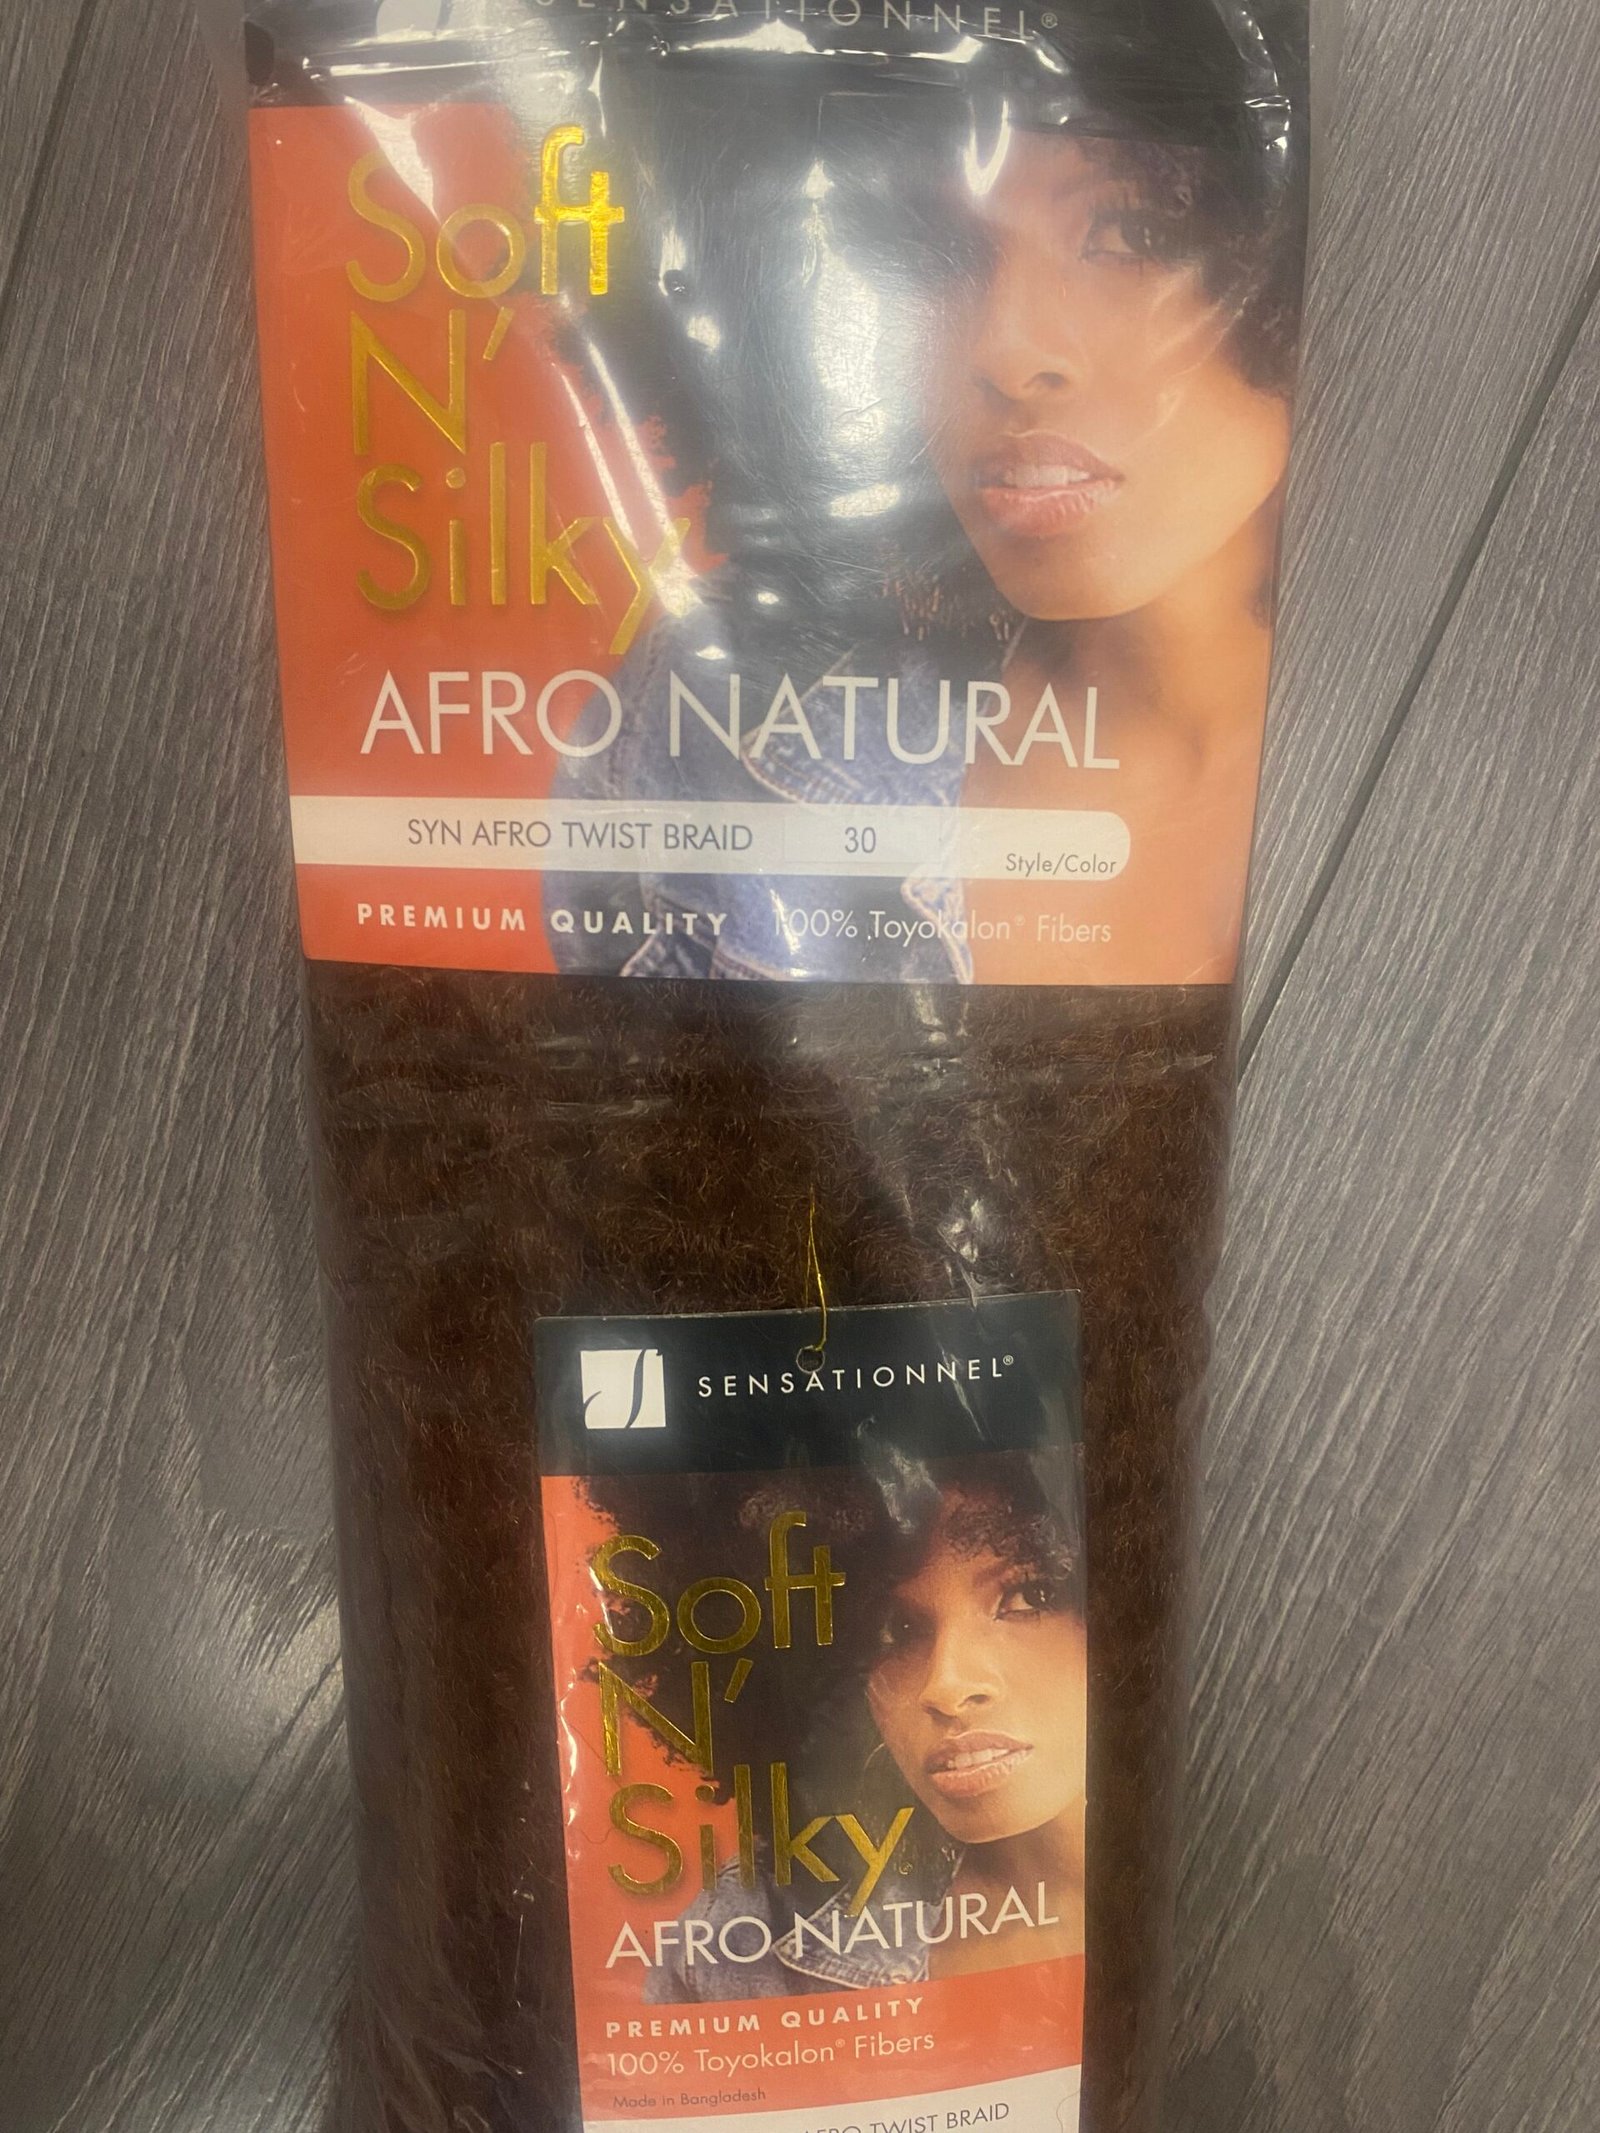 SENSATIONNEL®
Soft
N'
Silky
AFRO NATURAL
SYN AFRO TWIST BRAID 30
Style/Color
PREMIUM QUALITY 100% Toyokalon® Fibers
SENSATIONNEL®
Soft
N'
Silky
AFRO NATURAL
PREMIUM QUALITY
100% Toyokalon® Fibers
Made in Bangladesh
AFRO TWIST BRAID